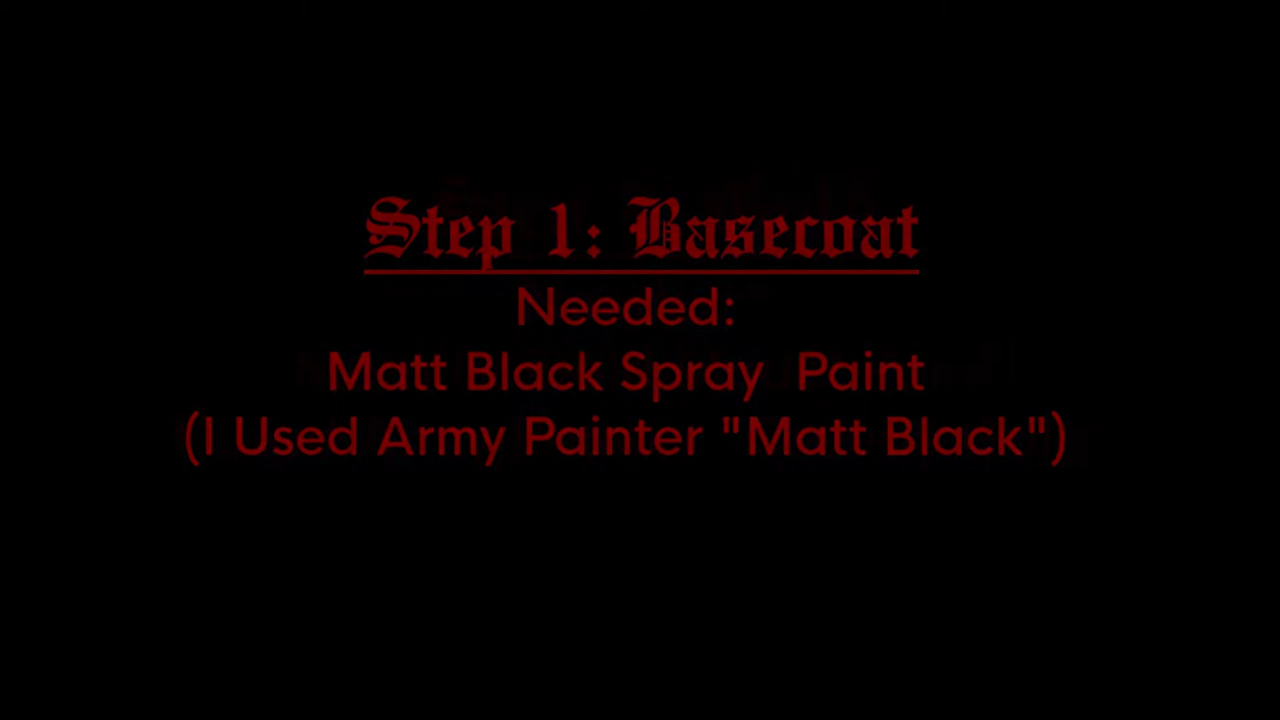 Step 1: Basecoat
Needed:
Matt Black Spray Paint
(I Used Army Painter "Matt Black")